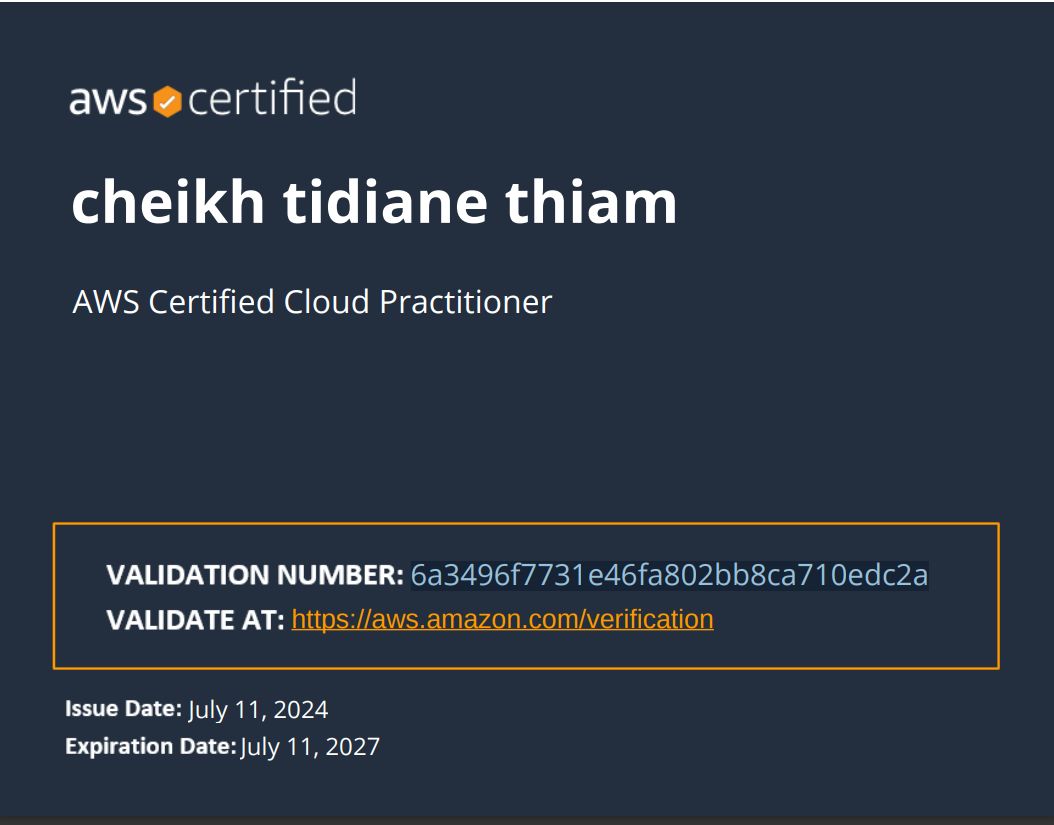 aws certified
cheikh tidiane thiam
AWS Certified Cloud Practitioner
VALIDATION NUMBER: 6a3496f7731e46fa802bb8ca710edc2a
VALIDATE AT: https://aws.amazon.com/verification
Issue Date: July 11, 2024
Expiration Date: July 11, 2027